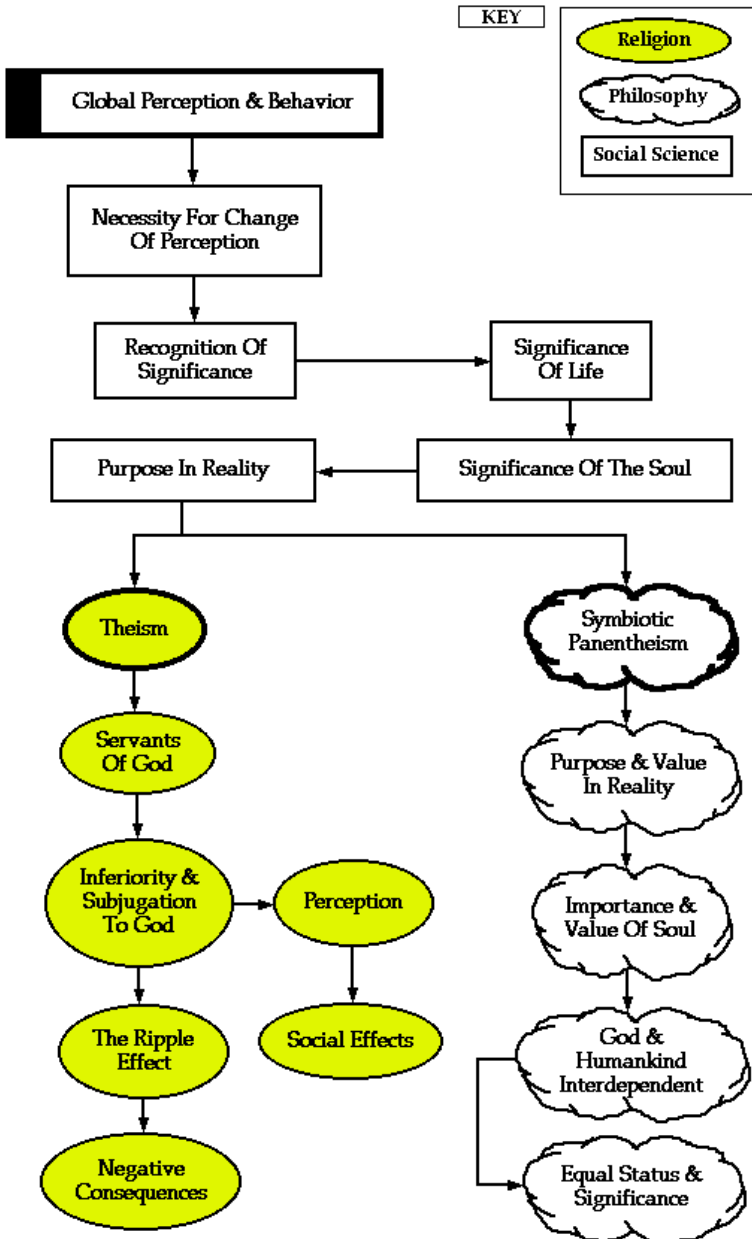 KEY
Religion
Philosophy
Social Science
Global Perception & Behavior
Necessity For Change
Of Perception
Recognition Of
Significance
Significance
Of Life
Purpose In Reality
Significance Of The Soul
Theism
Symbiotic
Panentheism
Servants
Of God
Purpose & Value
In Reality
Inferiority &
Subjugation
To God
Perception
Importance &
Value Of Soul
The Ripple
Effect
Social Effects
God &
Humankind
Interdependent
Negative
Consequences
Equal Status &
Significance